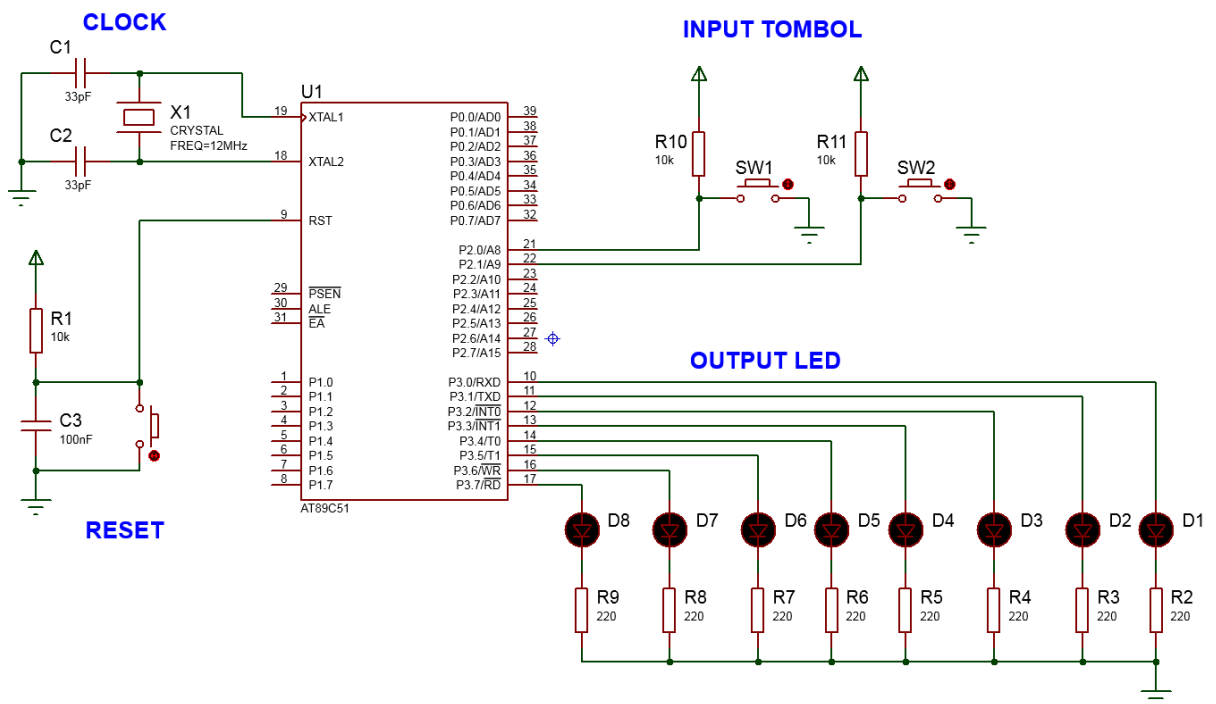 CLOCK
INPUT TOMBOL
C1
33pF
X1
CRYSTAL
FREQ=12MHz
C2
33pF
U1
19
XTAL1
18
XTAL2
9
RST
29
PSEN
30
ALE
31
EA
1
P1.0
2
P1.1
3
P1.2
4
P1.3
5
P1.4
6
P1.5
7
P1.6
8
P1.7
P0.0/AD0
39
P0.1/AD1
38
P0.2/AD2
37
P0.3/AD3
36
P0.4/AD4
35
P0.5/AD5
34
P0.6/AD6
33
P0.7/AD7
32
P2.0/A8
21
P2.1/A9
22
P2.2/A10
23
P2.3/A11
24
P2.4/A12
25
P2.5/A13
26
P2.6/A14
27
P2.7/A15
28
P3.0/RXD
10
P3.1/TXD
11
P3.2/INT0
12
P3.3/INT1
13
P3.4/T0
14
P3.5/T1
15
P3.6/WR
16
P3.7/RD
17
AT89C51
R10
10k
SW1
R11
10k
SW2
R1
10k
C3
100nF
RESET
OUTPUT LED
D8
D7
D6
D5
D4
D3
D2
D1
R9
220
R8
220
R7
220
R6
220
R5
220
R4
220
R3
220
R2
220